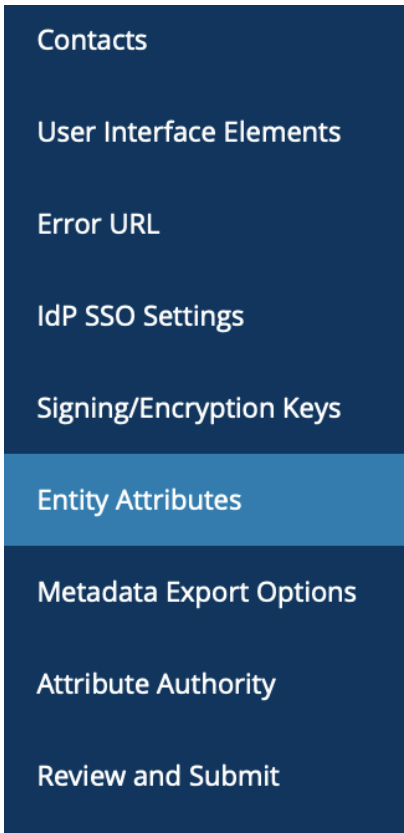 Contacts
User Interface Elements
Error URL
IdP SSO Settings
Signing/Encryption Keys
Entity Attributes
Metadata Export Options
Attribute Authority
Review and Submit